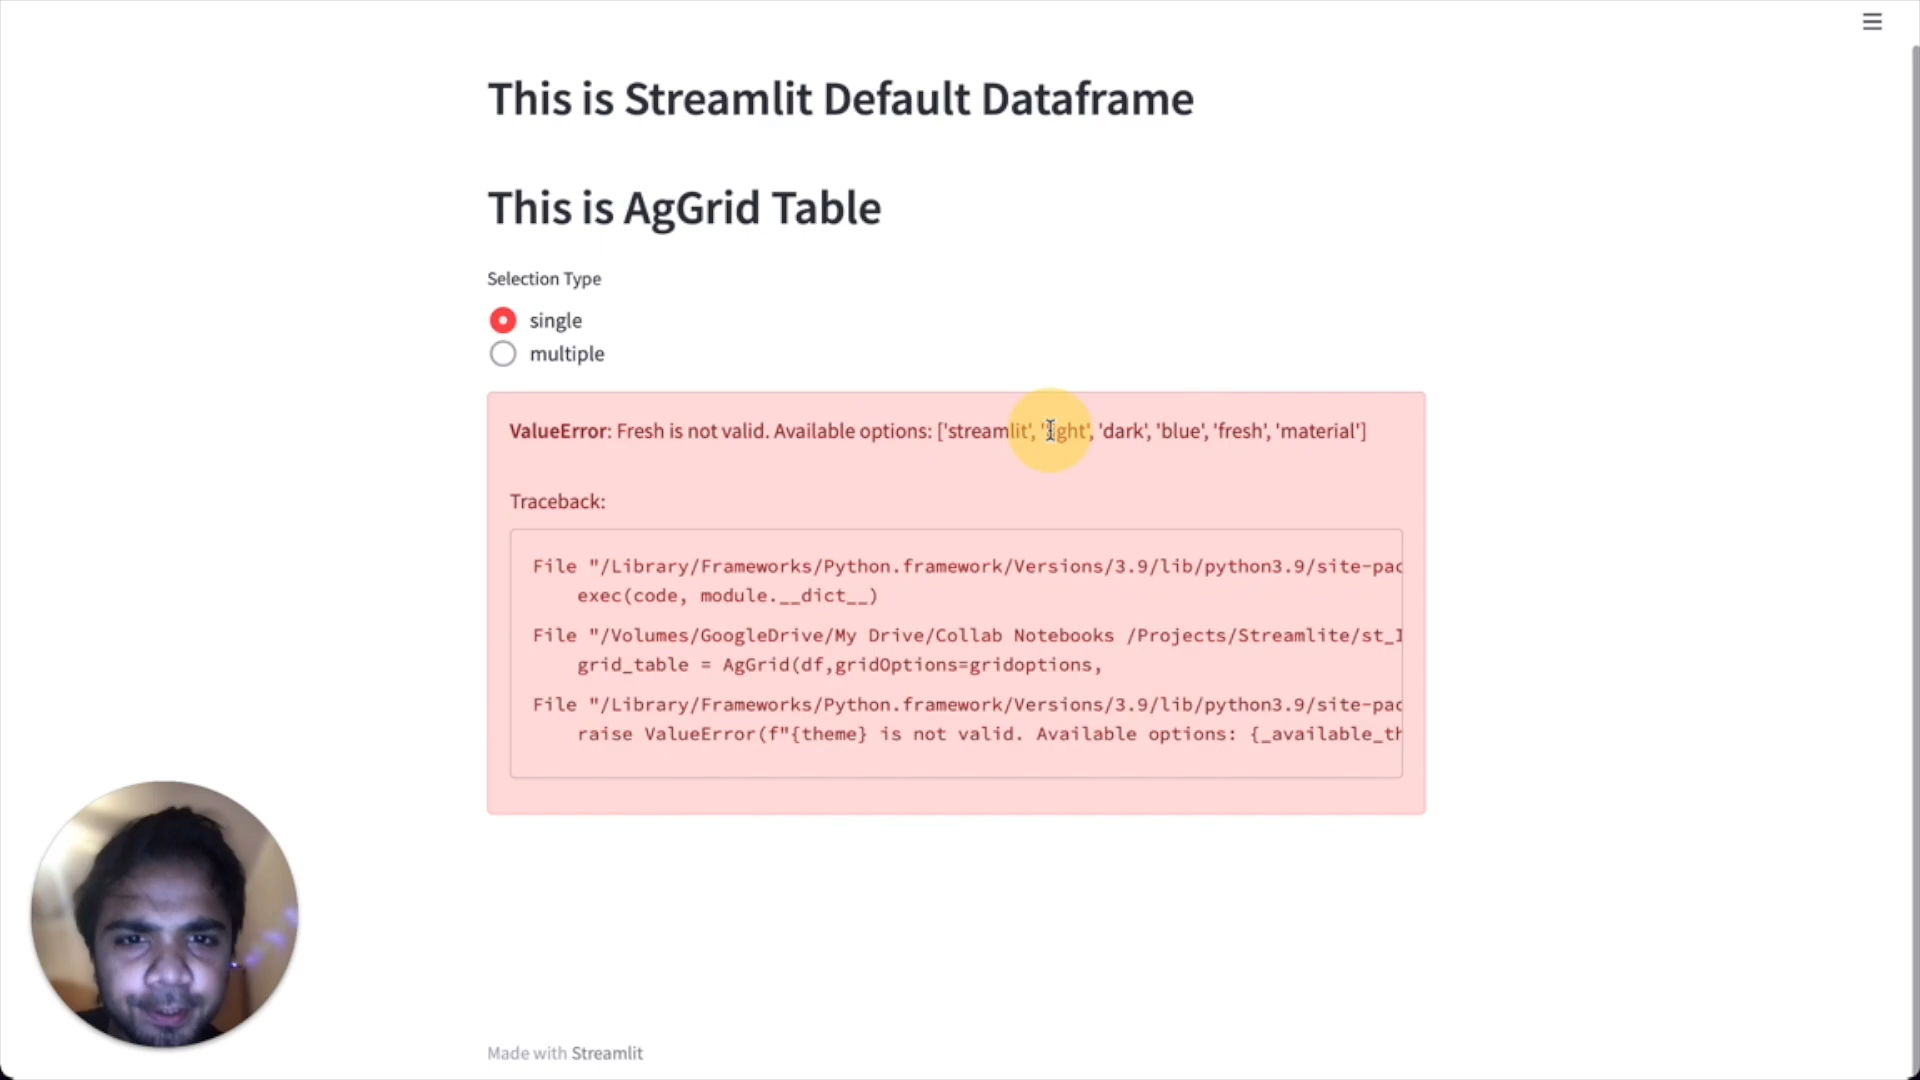 This is Streamlit Default Dataframe
This is AgGrid Table
Selection Type
single
multiple
ValueError: Fresh is not valid. Available options: ['streamlit', 'light', 'dark', 'blue', 'fresh', 'material']
Traceback:
File "/Library/Frameworks/Python.framework/Versions/3.9/lib/python3.9/site-pac
exec(code, module.__dict__)
File "/Volumes/GoogleDrive/My Drive/Collab Notebooks /Projects/Streamlite/st_I
grid_table = AgGrid(df,gridOptions=gridoptions,
File "/Library/Frameworks/Python.framework/Versions/3.9/lib/python3.9/site-pac
raise ValueError(f"{theme} is not valid. Available options: {_available_th
Made with Streamlit